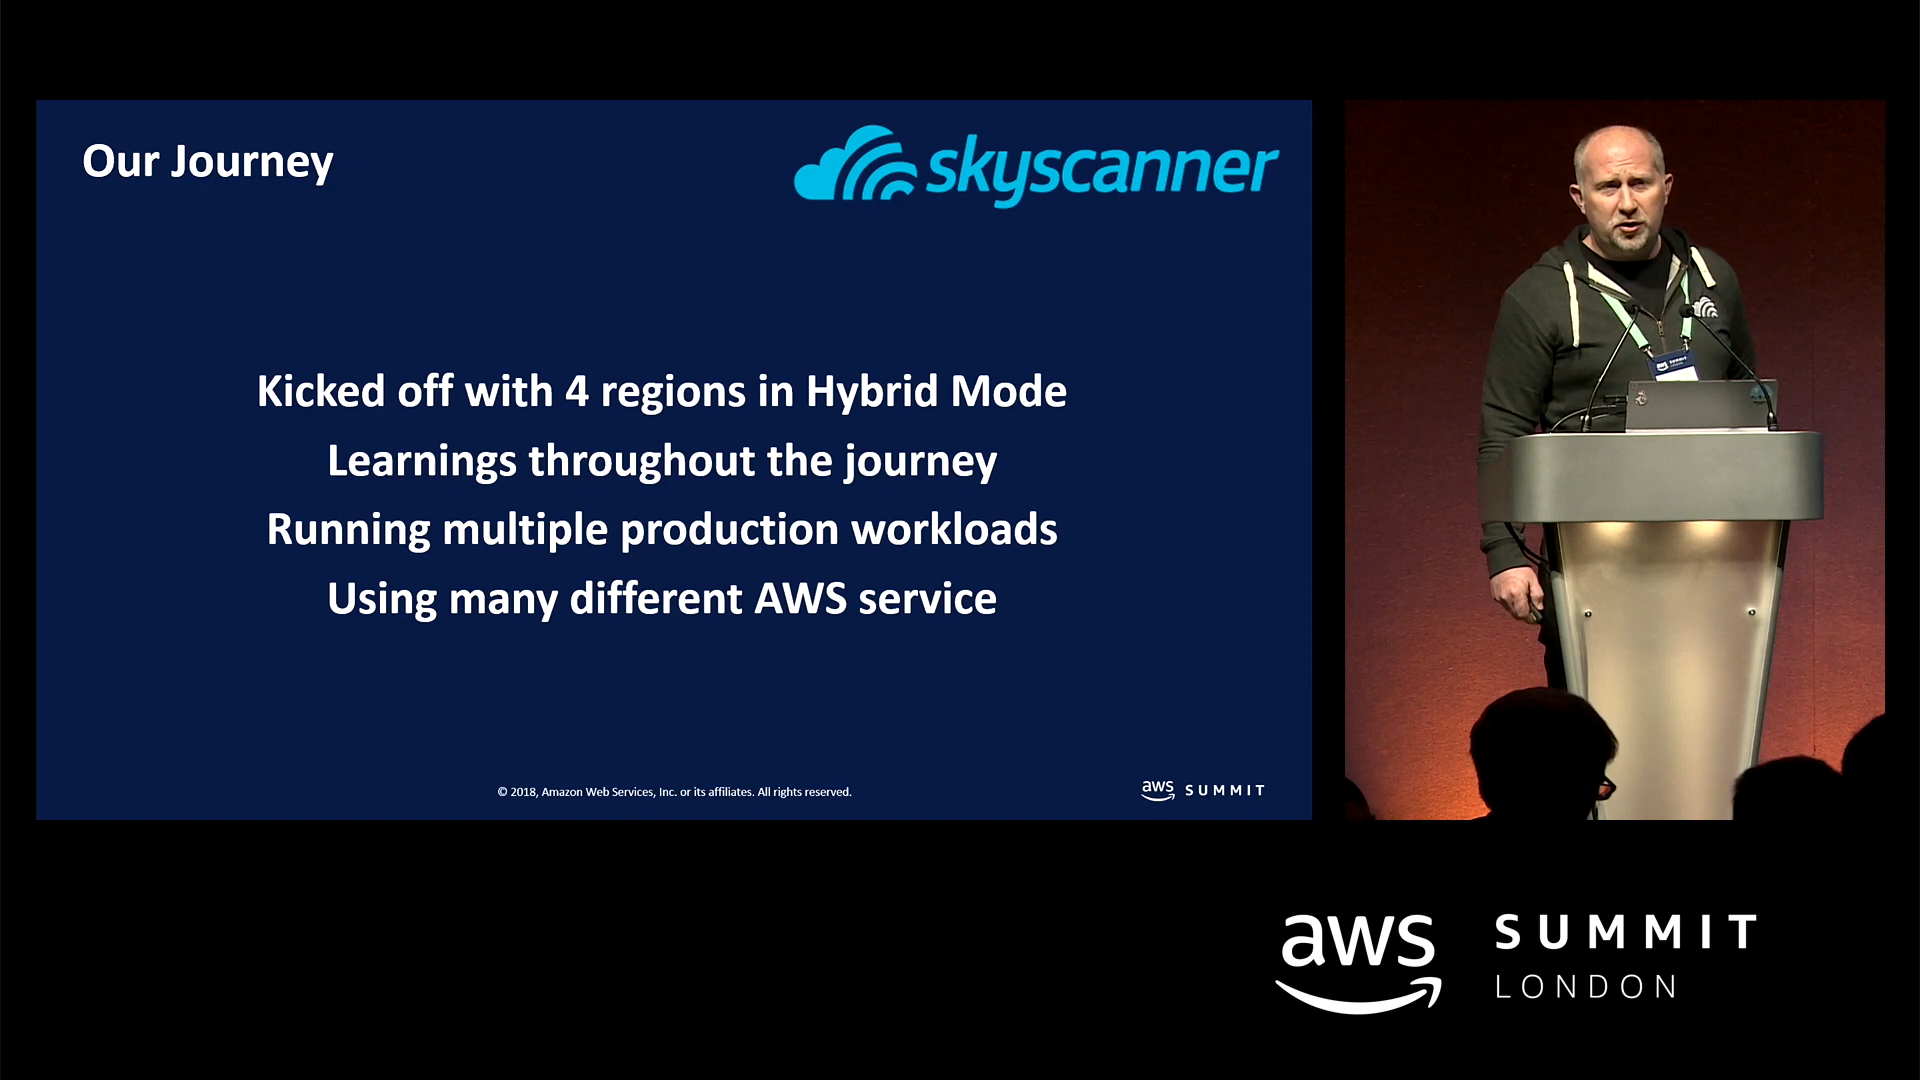 Our Journey
skyscanner
Kicked off with 4 regions in Hybrid Mode
Learnings throughout the journey
Running multiple production workloads
Using many different AWS service
© 2018, Amazon Web Services, Inc. or its affiliates. All rights reserved.
aws SUMMIT
aws SUMMIT
aws SUMMIT
LONDON